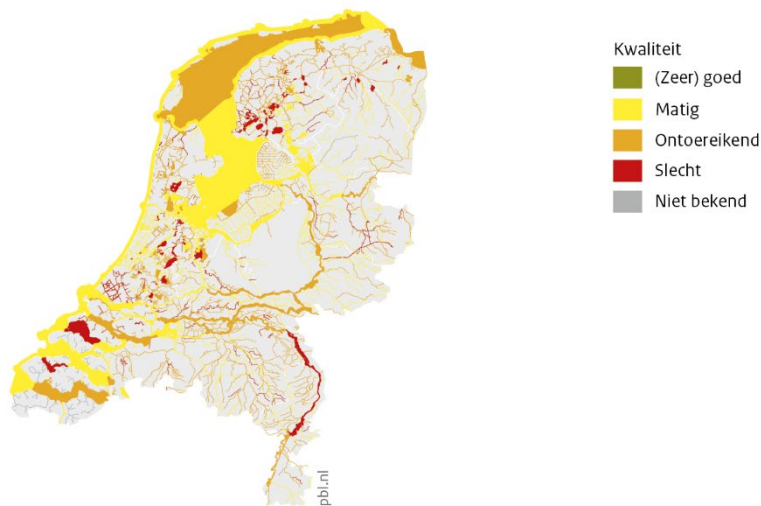 Kwaliteit
(Zeer) goed
Matig
Ontoereikend
Slecht
Niet bekend
pbl.nl